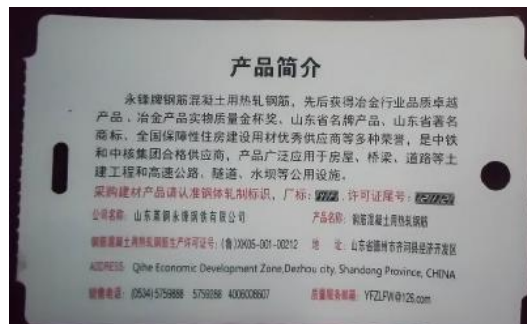 产品简介
永锋牌钢筋混凝土用热轧钢筋，先后获得冶金行业品质卓越
产品、冶金产品实物质量金杯奖、山东省名牌产品、山东省著名
商标、全国保障性住房建设用材优秀供应商等多种荣誉，是中铁
和中核集团合格供应商，产品广泛应用于房屋、桥梁、道路等土
建工程和高速公路、隧道、水坝等公用设施。
采购建材产品请认准钢体轧制标识，厂标： ，许可证尾号：
公司名称：山东莱钢永锋钢铁有限公司 产品名称：钢筋混凝土用热轧钢筋
钢筋混凝土用热轧钢筋生产许可证号：(鲁)XK05-001-00212 地 址：山东省德州市齐河县经济开发区
ADDRESS: Qihe Economic Development Zone,Dezhou city, Shandong Province, CHINA
销售电话：(0534)5759888 5759288 4006008607 质量服务邮箱：YFZLFW@126.com